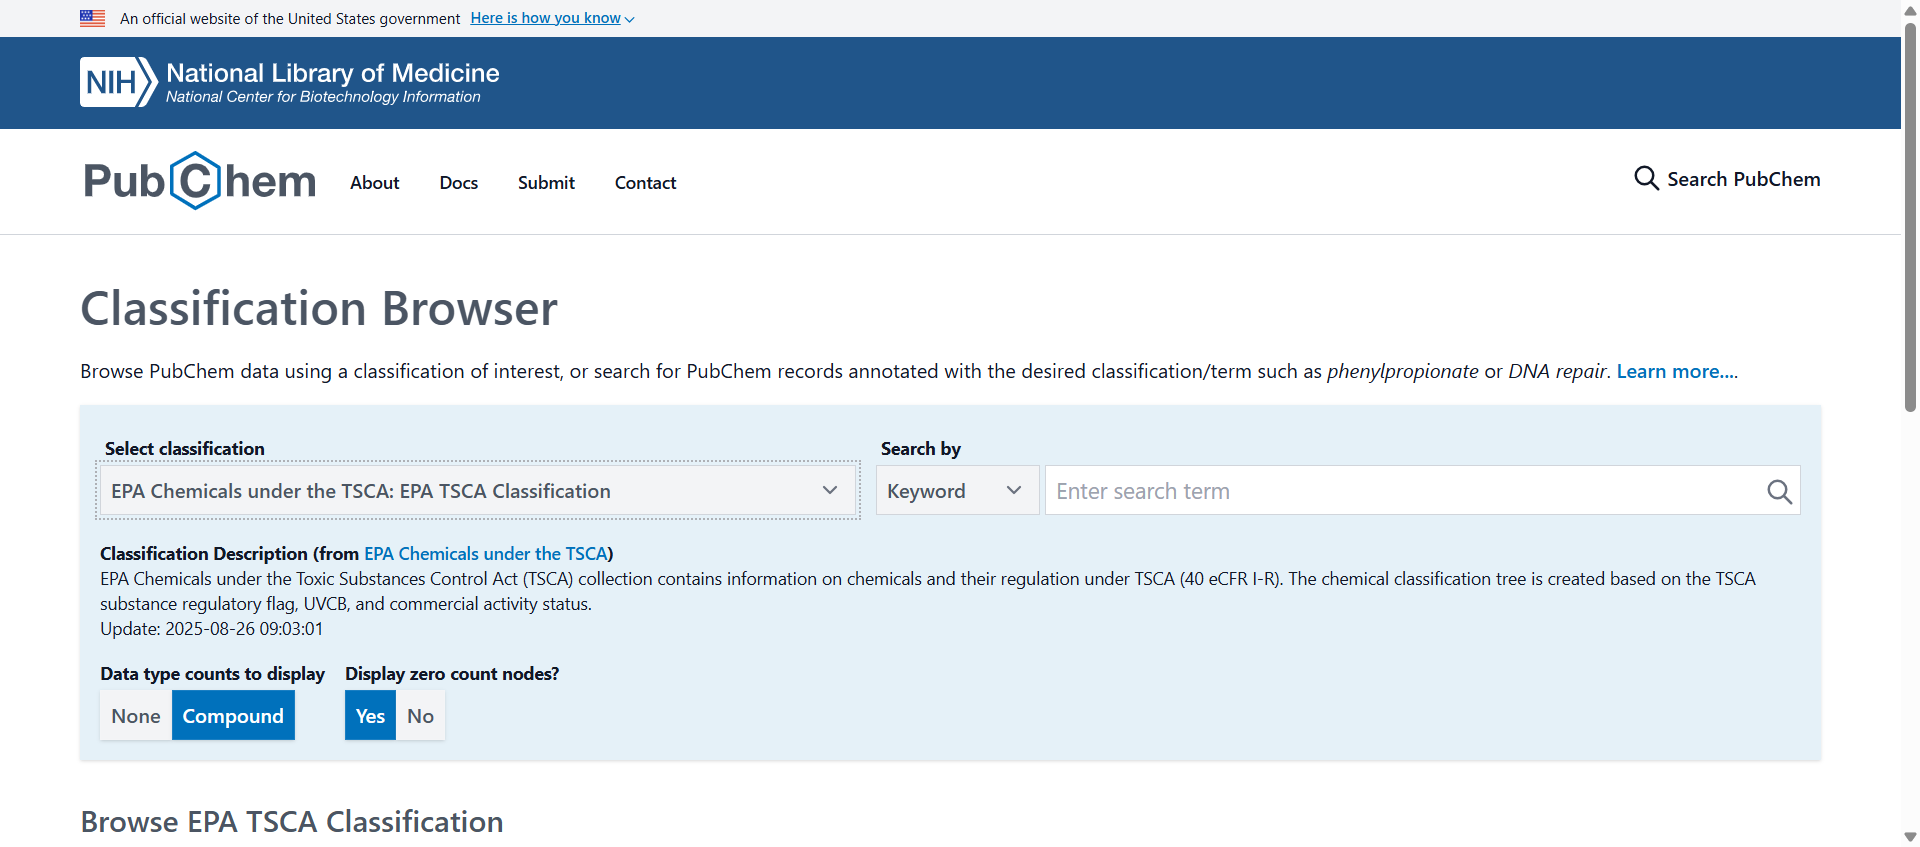 An official website of the United States government Here is how you know
NIH National Library of Medicine
National Center for Biotechnology Information
PubChem About Docs Submit Contact Search PubChem
Classification Browser
Browse PubChem data using a classification of interest, or search for PubChem records annotated with the desired classification/term such as phenylpropionate or DNA repair. Learn more....
Select classification Search by
EPA Chemicals under the TSCA: EPA TSCA Classification Keyword Enter search term
Classification Description (from EPA Chemicals under the TSCA)
EPA Chemicals under the Toxic Substances Control Act (TSCA) collection contains information on chemicals and their regulation under TSCA (40 eCFR I-R). The chemical classification tree is created based on the TSCA
substance regulatory flag, UVCB, and commercial activity status.
Update: 2025-08-26 09:03:01
Data type counts to display Display zero count nodes?
None Compound Yes No
Browse EPA TSCA Classification